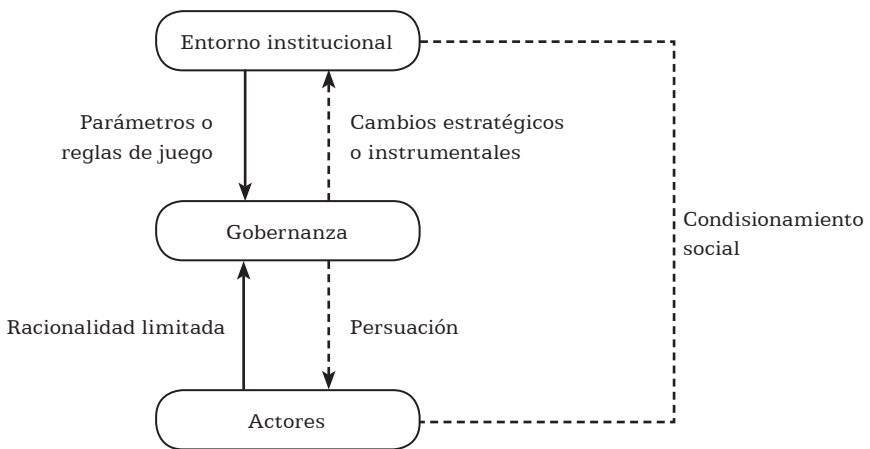 Entorno institucional
Parámetros o
reglas de juego
Cambios estratégicos
o instrumentales
Condisionamiento
social
Gobernanza
Racionalidad limitada
Persuación
Actores